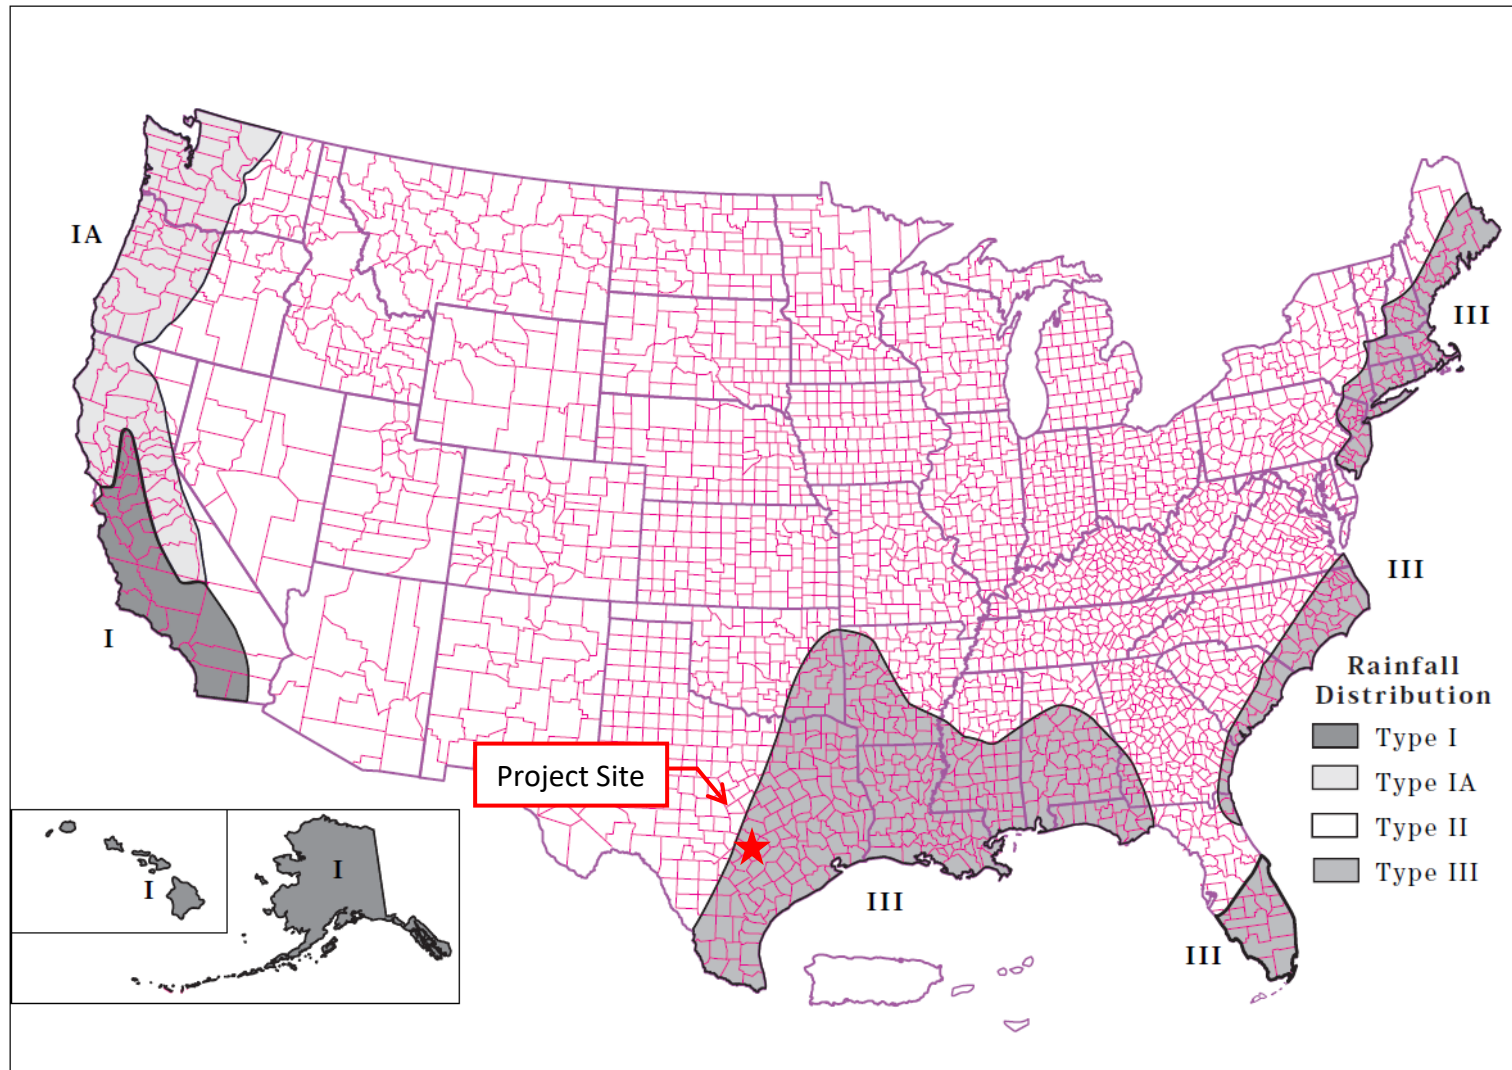 IA
III
III
I
Rainfall
Distribution
Type I
Type IA
Type II
Type III
Project Site
I
I
III
III